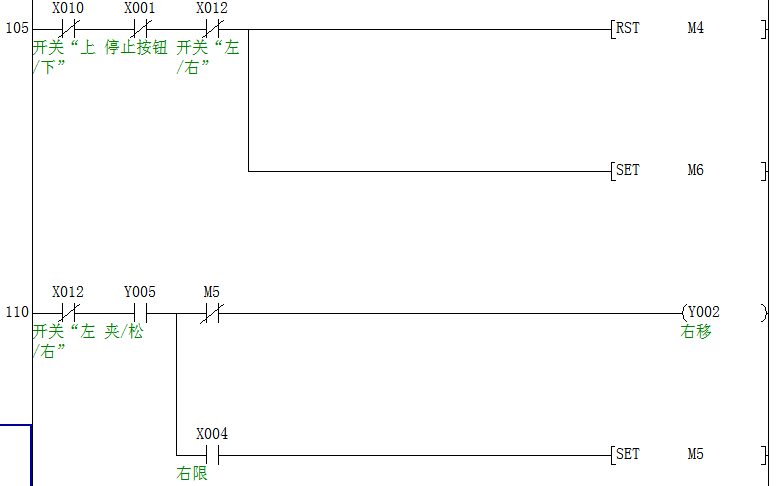 X010 X001 X012
105 RST M4
开关“上 停止按钮 开关“左
/下” /右”
SET M6
X012 Y005 M5
110 Y002
开关“左 夹/松 右移
/右”
X004
SET M5
右限